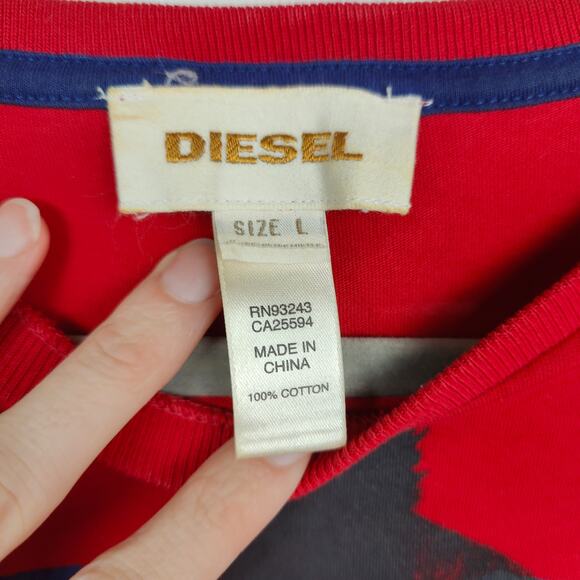 DIESEL
SIZE L
RN93243
CA25594
MADE IN
CHINA
100% COTTON